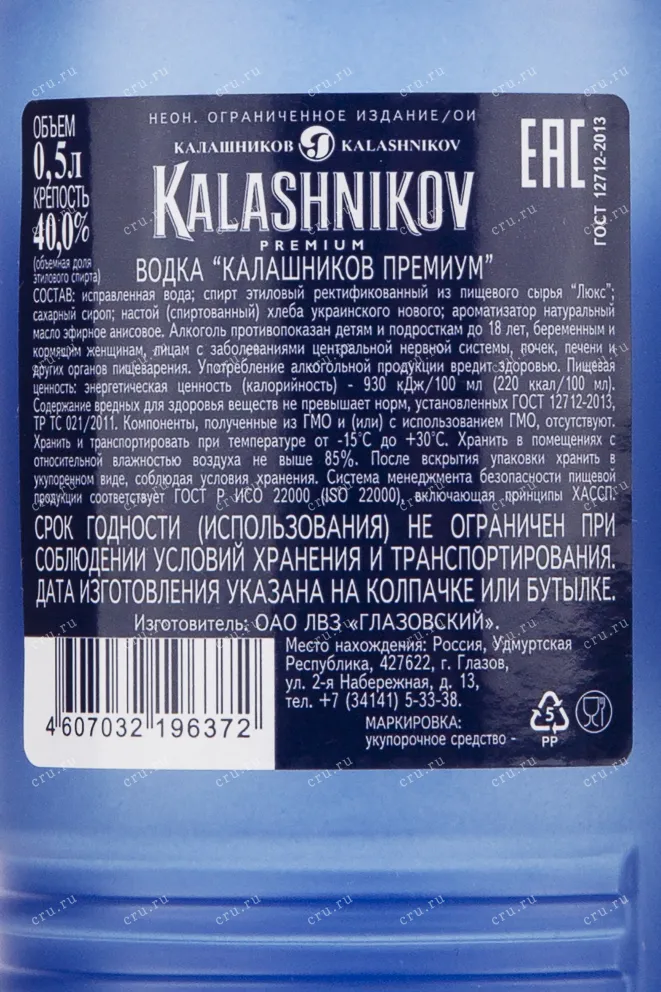 НЕОН. ОГРАНИЧЕННОЕ ИЗДАНИЕ/ОИ
КАЛАШНИКОВ KALASHNIKOV
KALASHNIKOV
PREMIUM
ВОДКА “КАЛАШНИКОВ ПРЕМИУМ”
ОБЪЕМ
0,5л
КРЕПОСТЬ
40,0%
(объемная доля
этилового спирта)
ЕАС
ГОСТ 12712-2013
СОСТАВ: исправленная вода; спирт этиловый ректификованный из пищевого сырья “Люкс”;
сахарный сироп; настой (спиртованный) хлеба украинского нового; ароматизатор натуральный
масло эфирное анисовое. Алкоголь противопоказан детям и подросткам до 18 лет, беременным и
кормящим женщинам, лицам с заболеваниями центральной нервной системы, почек, печени и
других органов пищеварения. Употребление алкогольной продукции вредит здоровью. Пищевая
ценность: энергетическая ценность (калорийность) - 930 кДж/100 мл (220 ккал/100 мл).
Содержание вредных для здоровья веществ не превышает норм, установленных ГОСТ 12712-2013,
ТР ТС 021/2011. Компоненты, полученные из ГМО и (или) с использованием ГМО, отсутствуют.
Хранить и транспортировать при температуре от -15°С до +30°С. Хранить в помещениях с
относительной влажностью воздуха не выше 85%. После вскрытия упаковки хранить в
укупоренном виде, соблюдая условия хранения. Система менеджмента безопасности пищевой
продукции соответствует ГОСТ Р ИСО 22000 (ISO 22000), включающая принципы ХАССП.
СРОК ГОДНОСТИ (ИСПОЛЬЗОВАНИЯ) НЕ ОГРАНИЧЕН ПРИ
СОБЛЮДЕНИИ УСЛОВИЙ ХРАНЕНИЯ И ТРАНСПОРТИРОВАНИЯ.
ДАТА ИЗГОТОВЛЕНИЯ УКАЗАНА НА КОЛПАЧКЕ ИЛИ БУТЫЛКЕ.
Изготовитель: ОАО ЛВЗ «ГЛАЗОВСКИЙ».
Место нахождения: Россия, Удмуртская
Республика, 427622, г. Глазов,
ул. 2-я Набережная, д. 13,
тел. +7 (34141) 5-33-38.
МАРКИРОВКА:
укупорочное средство -
5
PP
4 607032 196372
cru.ru